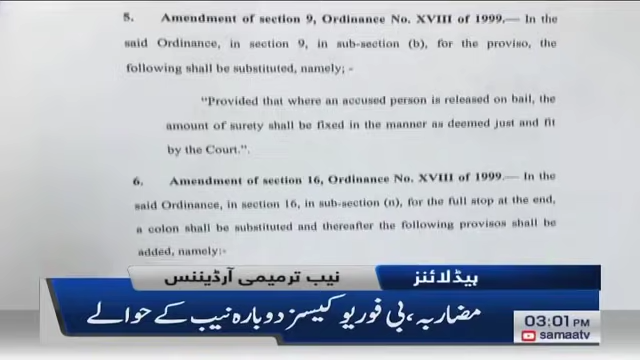 5. Amendment of section 9, Ordinance No. XVIII of 1999.— In the
said Ordinance, in section 9, in sub-section (b), for the proviso, the
following shall be substituted, namely; -
"Provided that where an accused person is released on bail, the
amount of surety shall be fixed in the manner as deemed just and fit
by the Court.".
6. Amendment of section 16, Ordinance No. XVIII of 1999.— In the
said Ordinance, in section 16, in sub-section (n), for the full stop at the end,
a colon shall be substituted and thereafter the following provisos shall be
added, namely;-
ہیڈلائنز
نیب ترمیمی آرڈیننس
مضاربہ، بی فور یو کیسز دوبارہ نیب کے حوالے
03:01 PM
samaatv